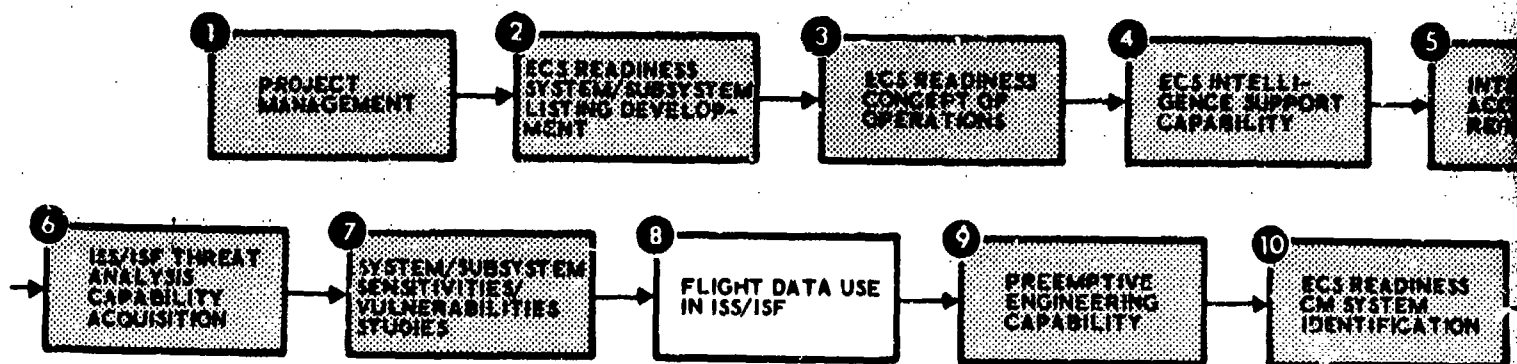 1
PROJECT
MANAGEMENT
2
ECS READINESS
SYSTEM/SUBSYSTEM
LISTING DEVELOP-
MENT
3
ECS READINESS
CONCEPT OF
OPERATIONS
4
ECS INTELLI-
GENCE SUPPORT
CAPABILITY
5
6
ISS/ISF THREAT
ANALYSIS
CAPABILITY
ACQUISITION
7
SYSTEM/SUBSYSTEM
SENSITIVITIES/
VULNERABILITIES
STUDIES
8
FLIGHT DATA USE
IN ISS/ISF
9
PREEMPTIVE
ENGINEERING
CAPABILITY
10
ECS READINESS
CM SYSTEM
IDENTIFICATION